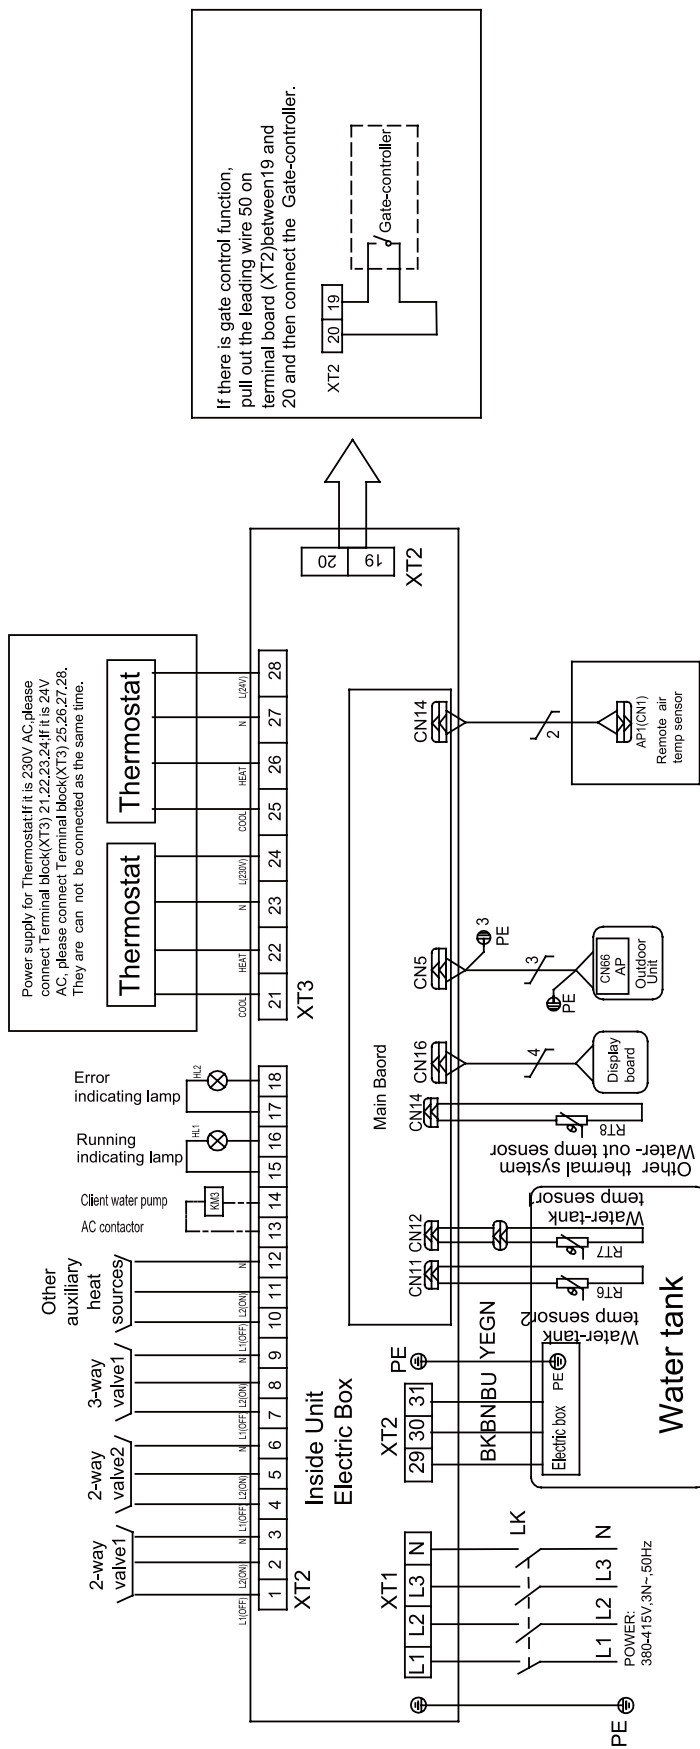 If there is gate control function,
pull out the leading wire 50 on
terminal board (XT2)between19 and
20 and then connect the Gate-controller.
XT2
20 19
Gate-controller
Power supply for Thermostat:If it is 230V AC,please
connect Terminal block(XT3) 21.22.23.24;If it is 24V
AC, please connect Terminal block(XT3) 25.26.27.28.
They are can not be connected as the same time.
Thermostat
Thermostat
COOL HEAT N L(230V) COOL HEAT N L(24V)
21 22 23 24 25 26 27 28
XT3
20 19
XT2
2-way
valve1
2-way
valve2
3-way
valve1
Other
auxiliary
heat
sources
AC contactor
Client water pump
KM3
Running
indicating lamp
HL1
Error
indicating lamp
HL2
L1(OFF) L2(ON) N L1(OFF) L2(ON) N L1(OFF) L2(ON) N L1(OFF) L2(ON) N
1 2 3 4 5 6 7 8 9 10 11 12 13 14 15 16 17 18
XT2
Inside Unit
Electric Box
Main Baord
XT1
L1 L2 L3 N
LK
L1 L2 L3 N
POWER:
380-415V,3N~,50Hz
PE
XT2
29 30 31
PE
BK BN BU YEGN
Electric box
PE
Water tank
CN11
RT6
Water-tank
temp sensor2
CN12
RT7
Water-tank
temp sensor1
CN14
RT8
Other thermal system
Water- out temp sensor
CN16
4
Display
board
CN5
3
PE
3
PE
CN66
AP
Outdoor
Unit
CN14
2
AP1(CN1)
Remote air
temp sensor